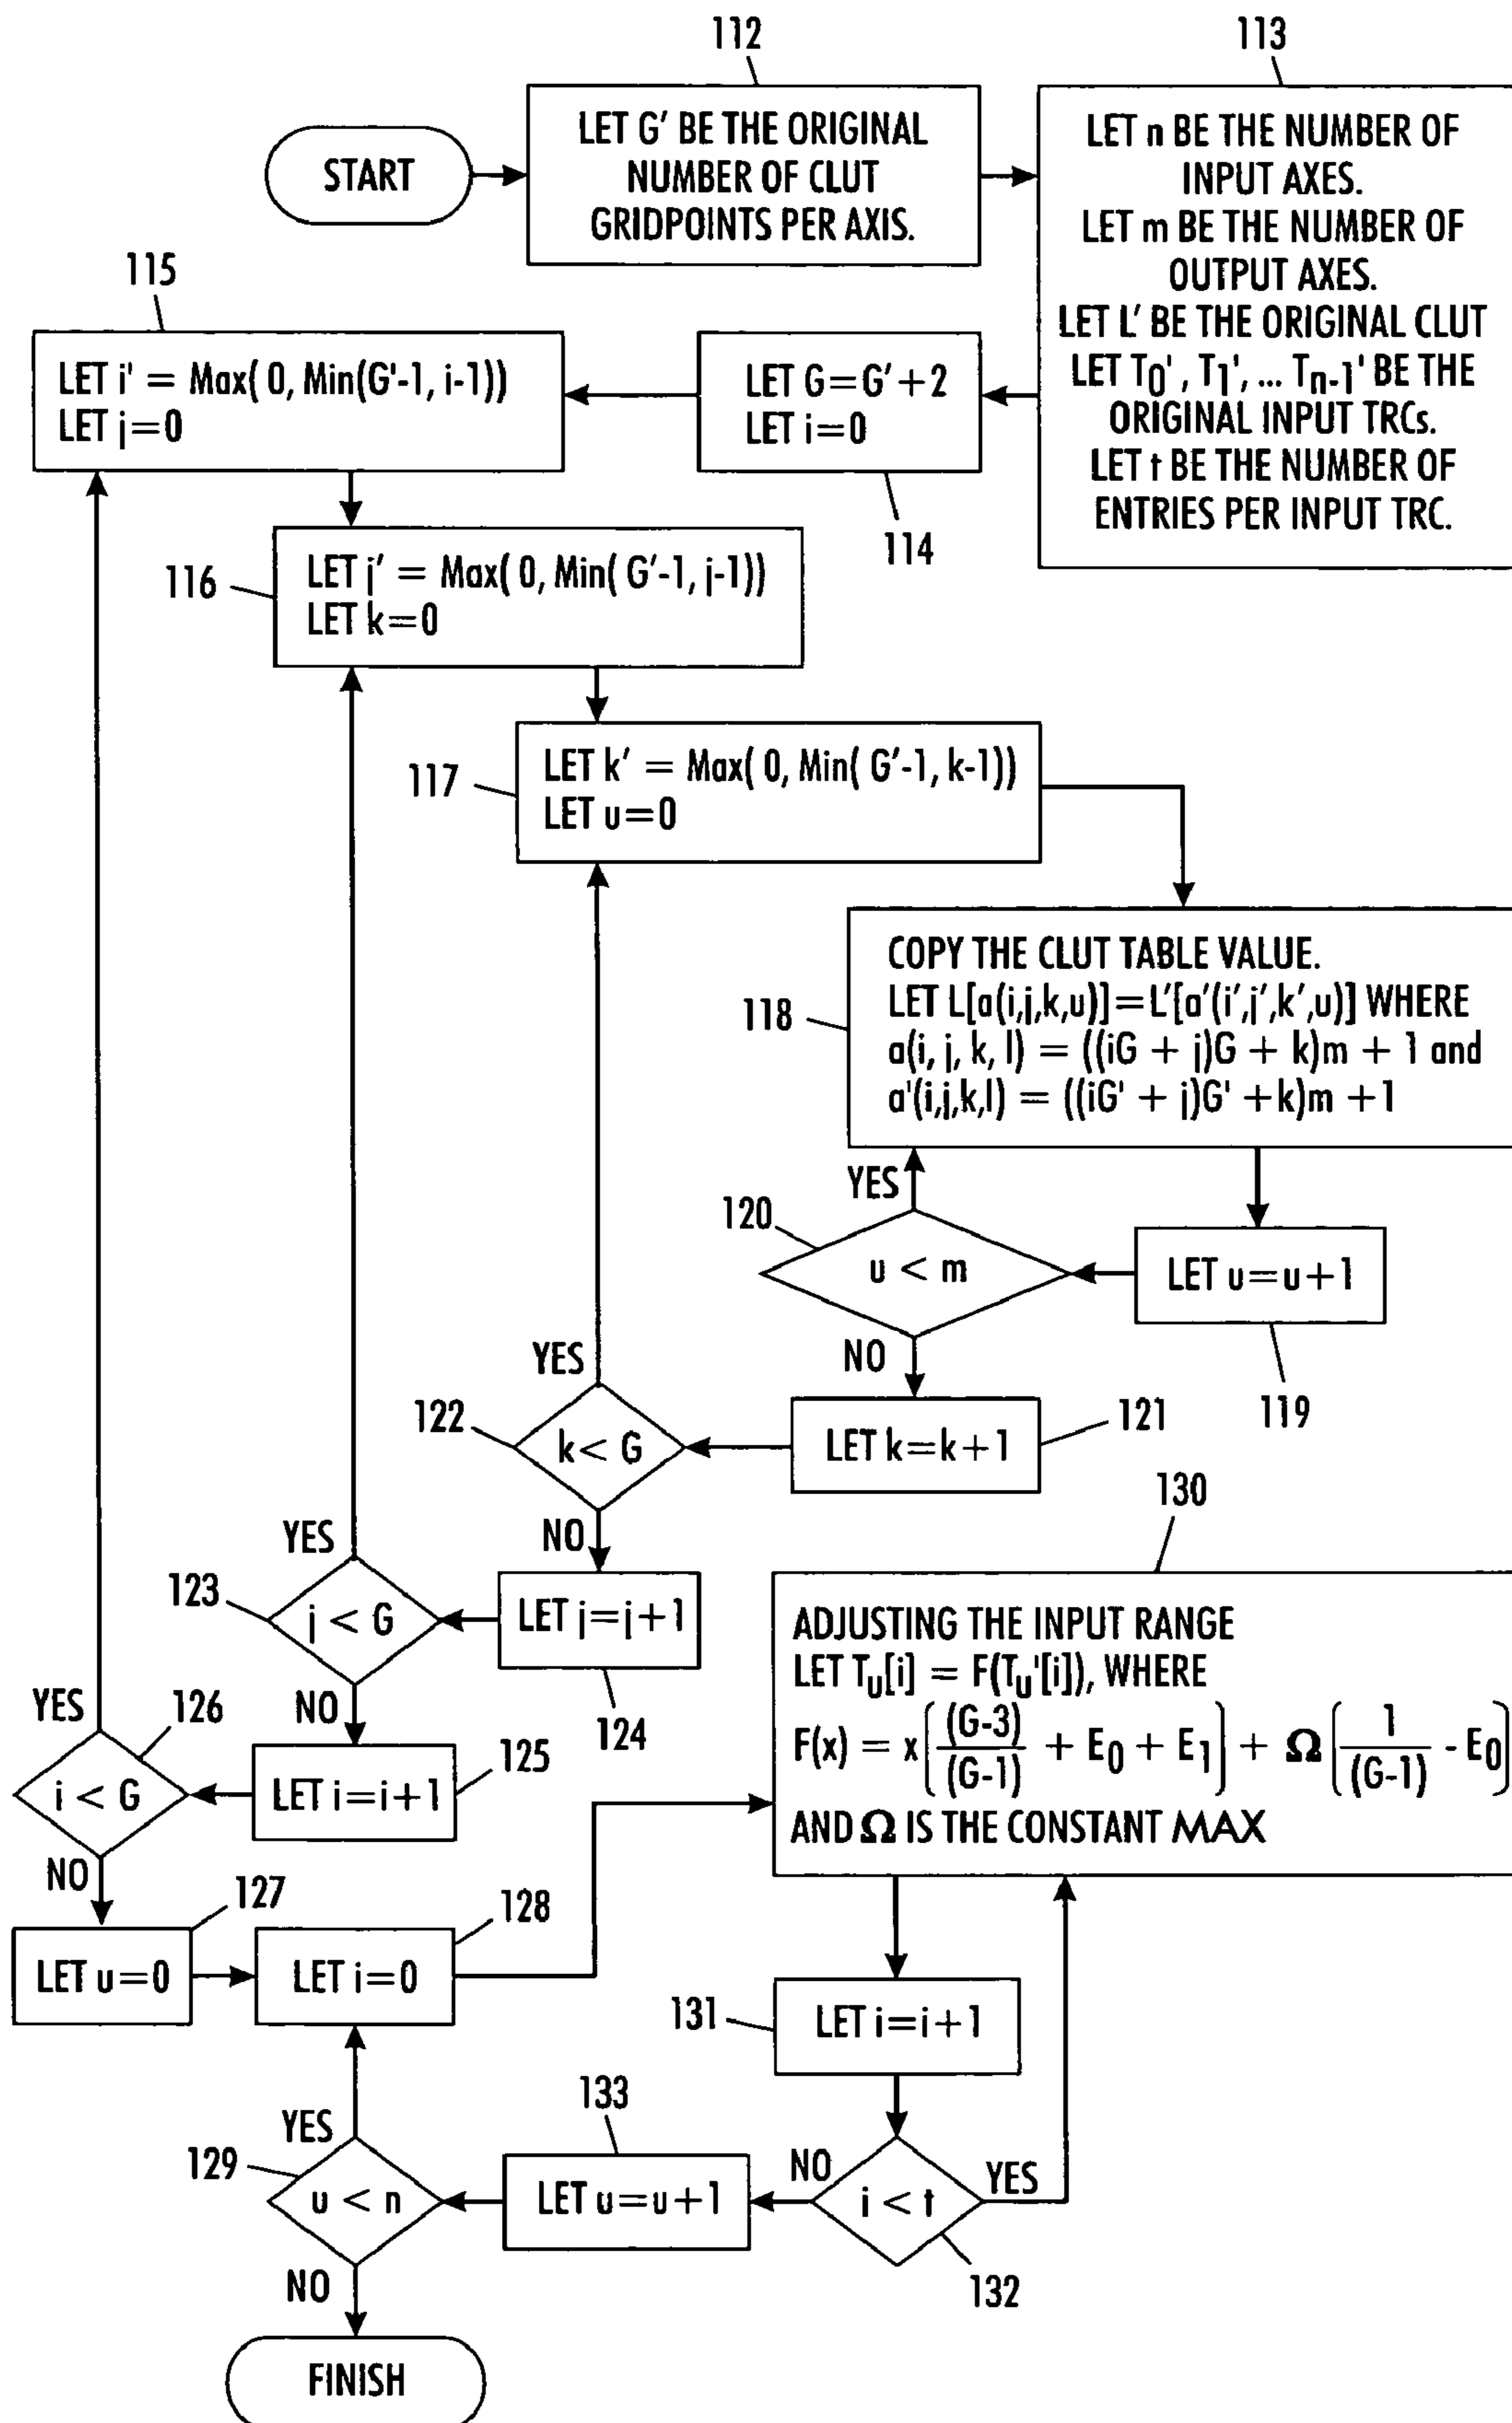 112
113
START
LET G' BE THE ORIGINAL
NUMBER OF CLUT
GRIDPOINTS PER AXIS.
LET n BE THE NUMBER OF
INPUT AXES.
LET m BE THE NUMBER OF
OUTPUT AXES.
LET L' BE THE ORIGINAL CLUT
LET T0', T1', ... Tn-1' BE THE
ORIGINAL INPUT TRCs.
LET t BE THE NUMBER OF
ENTRIES PER INPUT TRC.
115
LET i' = Max( 0, Min(G'-1, i-1))
LET j=0
LET G=G'+2
LET i=0
114
116
LET j' = Max( 0, Min( G'-1, j-1))
LET k=0
117
LET k' = Max( 0, Min( G'-1, k-1))
LET u=0
118
COPY THE CLUT TABLE VALUE.
LET L[a(i,j,k,u)]=L'[a'(i',j',k',u)] WHERE
a(i, j, k, l) = ((iG + j)G + k)m + 1 and
a'(i,j,k,l) = ((iG' + j)G' +k)m +1
YES
120
u < m
LET u=u+1
NO
119
YES
122
k< G
LET k=k+1
121
NO
130
YES
123
j < G
LET j=j+1
124
NO
YES
126
i < G
LET i=i+1
125
NO
ADJUSTING THE INPUT RANGE
LET Tu[i] = F(Tu'[i]), WHERE
F(x) = x( (G-3)/(G-1) + E0 + E1) + Ω( 1/(G-1) - E0)
AND Ω IS THE CONSTANT MAX
127
128
LET u=0
LET i=0
131
LET i=i+1
133
YES
129
u < n
LET u=u+1
NO
i < t
YES
132
NO
FINISH